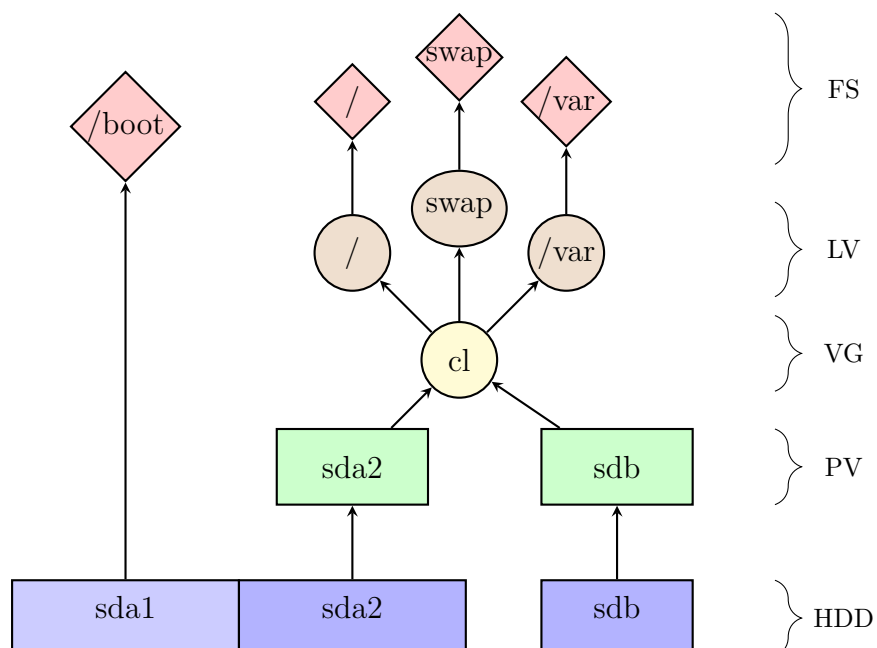 swap
FS
/
/var
/boot
swap
/
/var
LV
cl
VG
sda2
sdb
PV
sda1
sda2
sdb
HDD